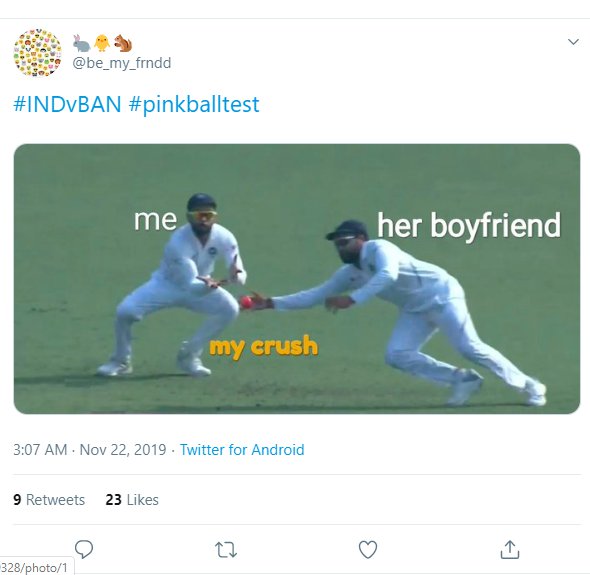 @be_my_frndd
#INDvBAN #pinkballtest
me
her boyfriend
my crush
3:07 AM · Nov 22, 2019 · Twitter for Android
9 Retweets 23 Likes
328/photo/1